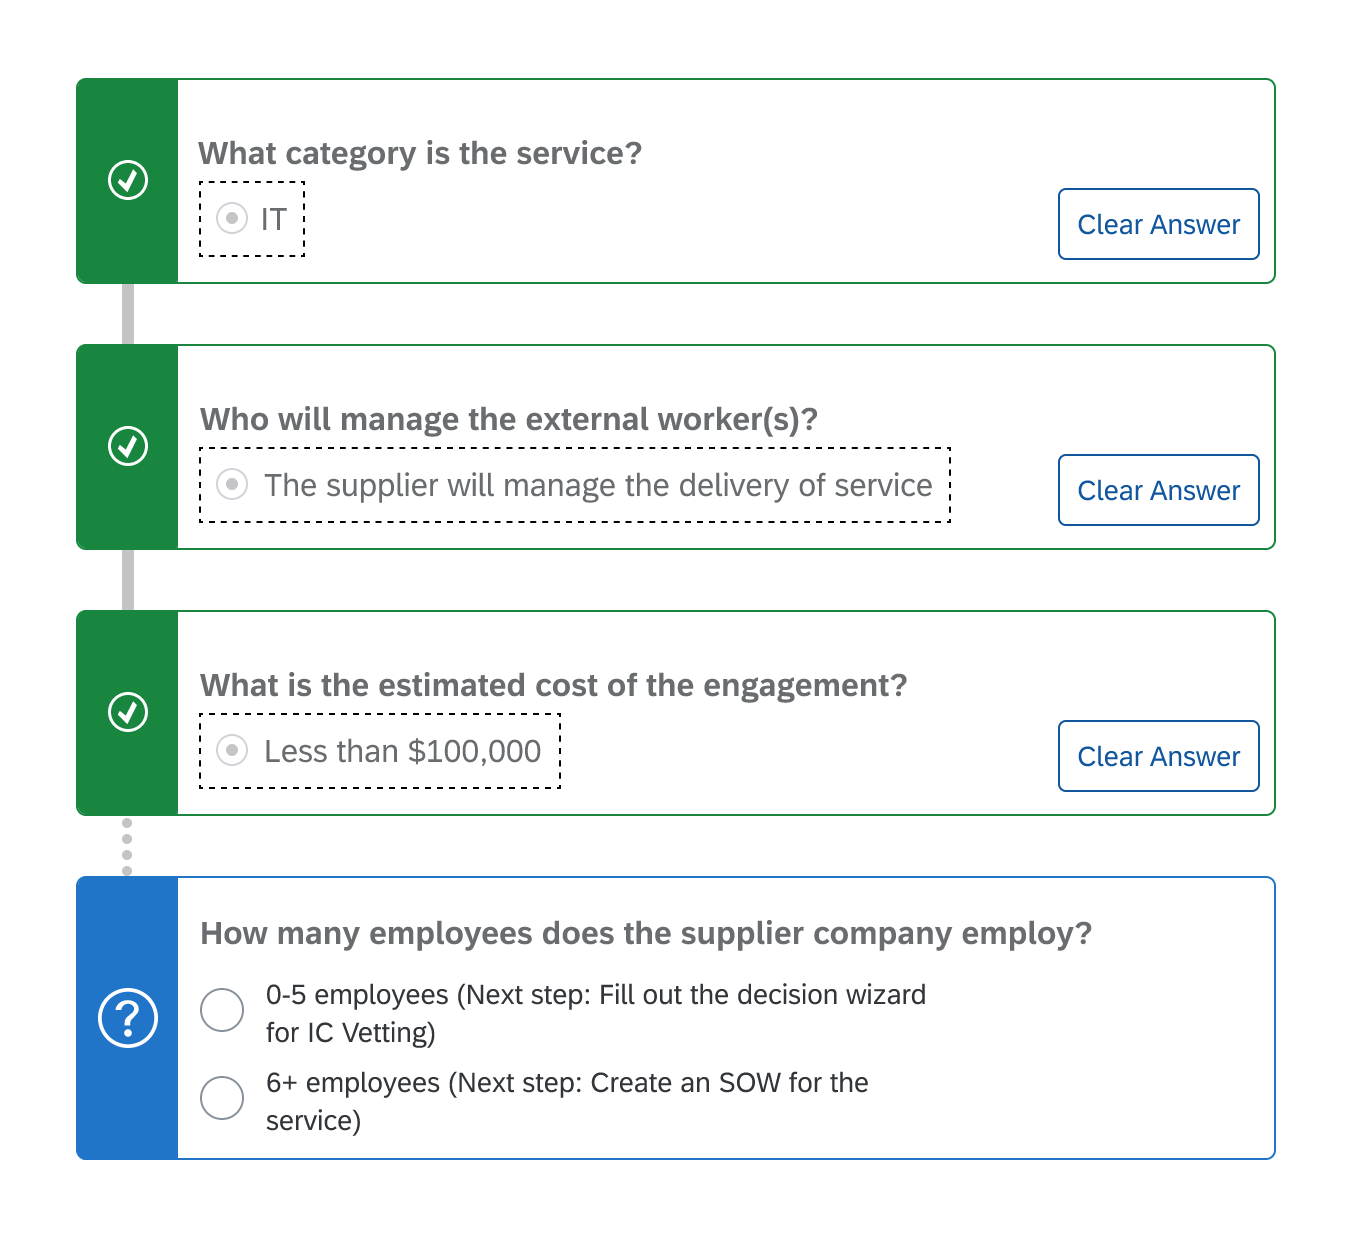 What category is the service?
IT
Clear Answer
Who will manage the external worker(s)?
The supplier will manage the delivery of service
Clear Answer
What is the estimated cost of the engagement?
Less than $100,000
Clear Answer
How many employees does the supplier company employ?
0-5 employees (Next step: Fill out the decision wizard
for IC Vetting)
6+ employees (Next step: Create an SOW for the
service)